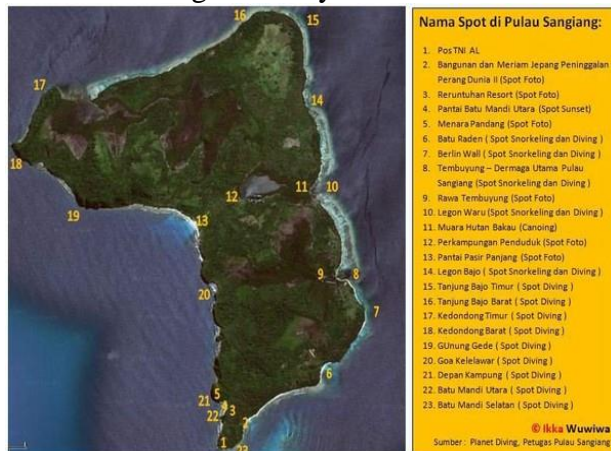 16
15
17
14
18
12
11
10
19
13
9
8
20
7
6
5
21
4
22
3
2
1
23
Nama Spot di Pulau Sangiang:
1. Pos TNI AL
2. Bangunan dan Meriam Jepang Peninggalan
Perang Dunia II (Spot Foto)
3. Reruntuhan Resort (Spot Foto)
4. Pantai Batu Mandi Utara (Spot Sunset)
5. Menara Pandang (Spot Foto)
6. Batu Raden ( Spot Snorkeling dan Diving )
7. Berlin Wall ( Spot Snorkeling dan Diving )
8. Tembuyung – Dermaga Utama Pulau
Sangiang (Spot Snorkeling dan Diving )
9. Rawa Tembuyung (Spot Foto)
10. Legon Waru (Spot Snorkeling dan Diving )
11. Muara Hutan Bakau (Canoing)
12. Perkampungan Penduduk (Spot Foto)
13. Pantai Pasir Panjang (Spot Foto)
14. Legon Bajo ( Spot Snorkeling dan Diving )
15. Tanjung Bajo Timur ( Spot Diving )
16. Tanjung Bajo Barat ( Spot Diving )
17. Kedondong Timur ( Spot Diving )
18. Kedondong Barat ( Spot Diving )
19. GUnung Gede ( Spot Diving )
20. Goa Kelelawar ( Spot Diving )
21. Depan Kampung ( Spot Diving )
22. Batu Mandi Utara ( Spot Diving )
23. Batu Mandi Selatan ( Spot Diving )
© Ikka Wuwiwa
Sumber : Planet Diving, Petugas Pulau Sangiang